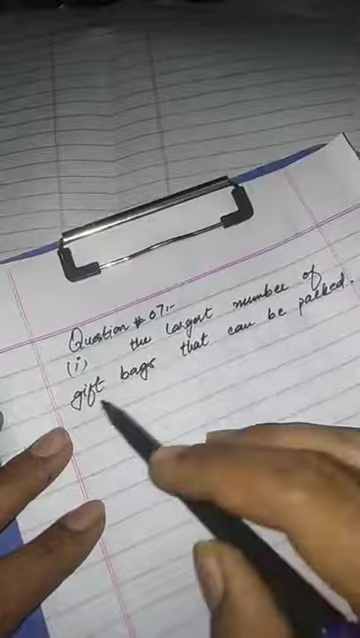 Question # 07:-
(i) the largest number of
gift bags that can be packed.